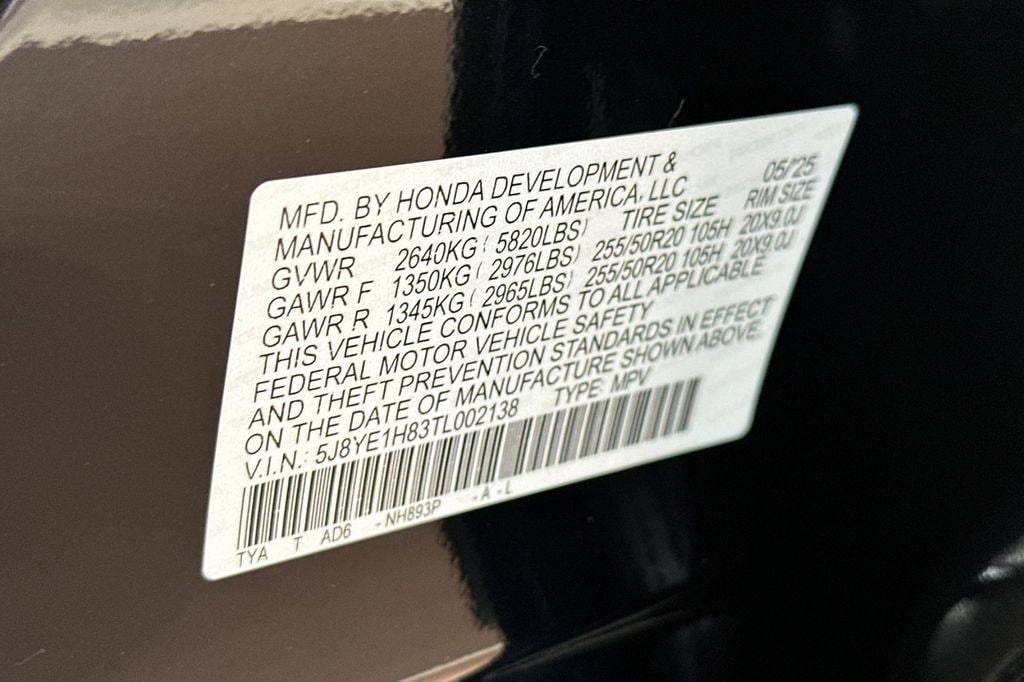 MFD. BY HONDA DEVELOPMENT & 05/'25
MANUFACTURING OF AMERICA, LLC
GVWR 2640KG ( 5820LBS) TIRE SIZE RIM SIZE
GAWR F 1350KG ( 2976LBS) 255/50R20 105H 20X9.0J
GAWR R 1345KG ( 2965LBS) 255/50R20 105H 20X9.0J
THIS VEHICLE CONFORMS TO ALL APPLICABLE
FEDERAL MOTOR VEHICLE SAFETY
AND THEFT PREVENTION STANDARDS IN EFFECT
ON THE DATE OF MANUFACTURE SHOWN ABOVE.
V.I.N.: 5J8YE1H83TL002138 TYPE: MPV
TYA T AD6 -NH893P -A -L